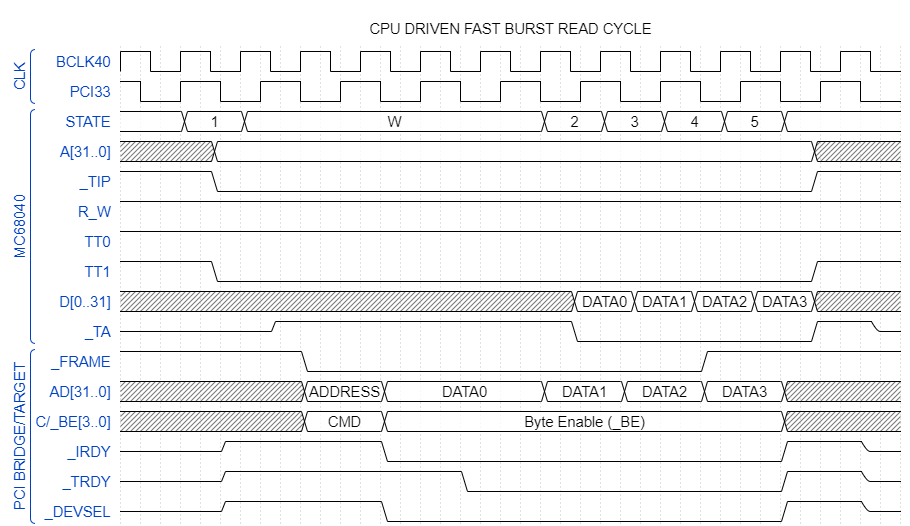 CPU DRIVEN FAST BURST READ CYCLE
CLK
BCLK40
PCI33
MC68040
STATE 1 W 2 3 4 5
A[31..0]
_TIP
R_W
TT0
TT1
D[0..31] DATA0 DATA1 DATA2 DATA3
_TA
PCI BRIDGE/TARGET
_FRAME
AD[31..0] ADDRESS DATA0 DATA1 DATA2 DATA3
C/_BE[3..0] CMD Byte Enable (_BE)
_IRDY
_TRDY
_DEVSEL